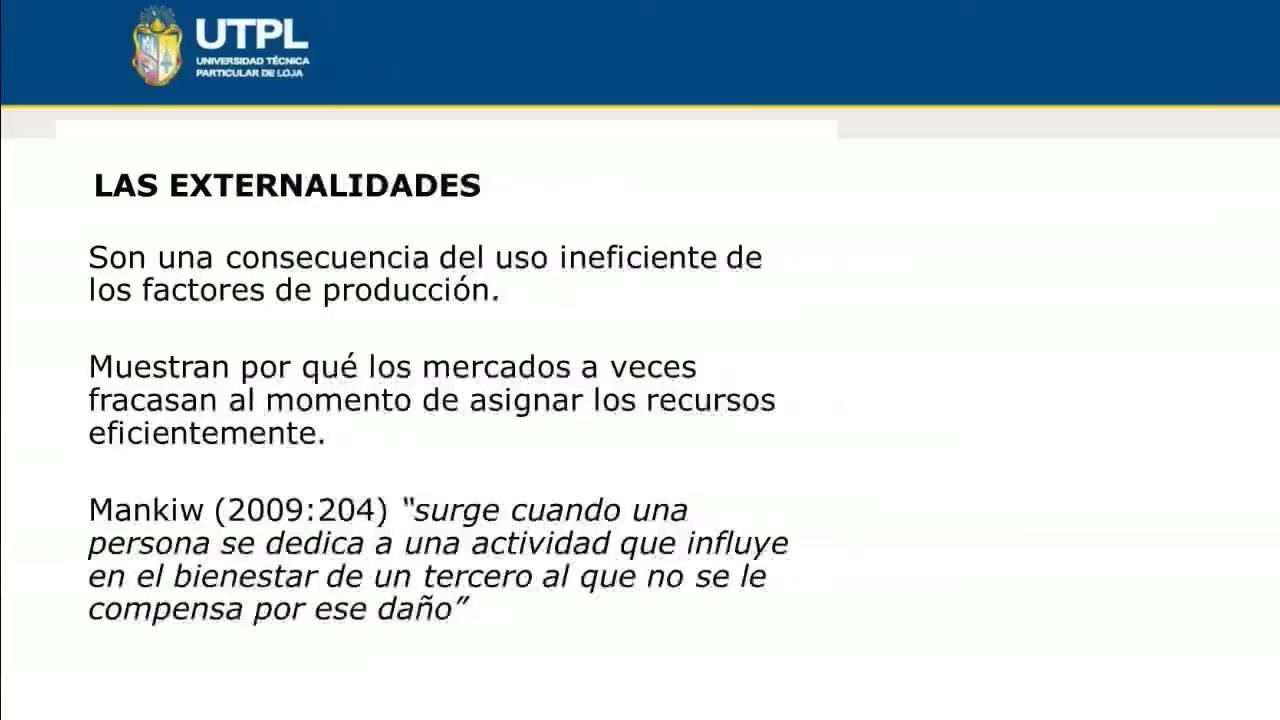 UTPL
UNIVERSIDAD TÉCNICA
PARTICULAR DE LOJA
LAS EXTERNALIDADES
Son una consecuencia del uso ineficiente de
los factores de producción.
Muestran por qué los mercados a veces
fracasan al momento de asignar los recursos
eficientemente.
Mankiw (2009:204) “surge cuando una
persona se dedica a una actividad que influye
en el bienestar de un tercero al que no se le
compensa por ese daño”